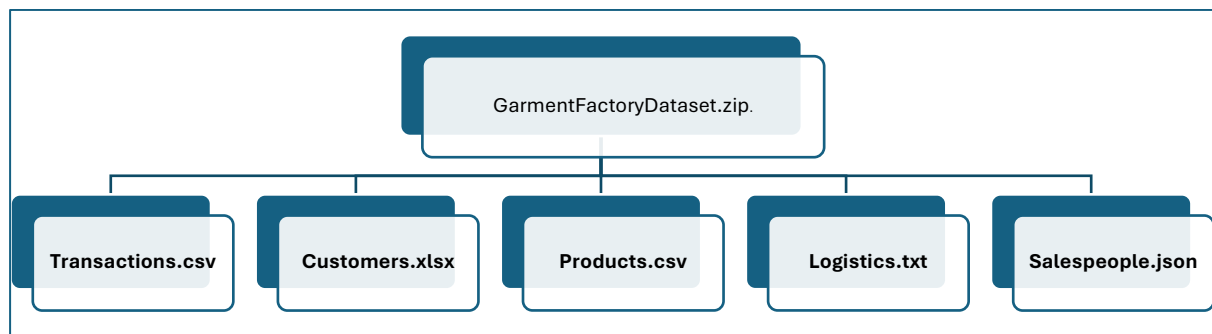 GarmentFactoryDataset.zip.
Transactions.csv
Customers.xlsx
Products.csv
Logistics.txt
Salespeople.json